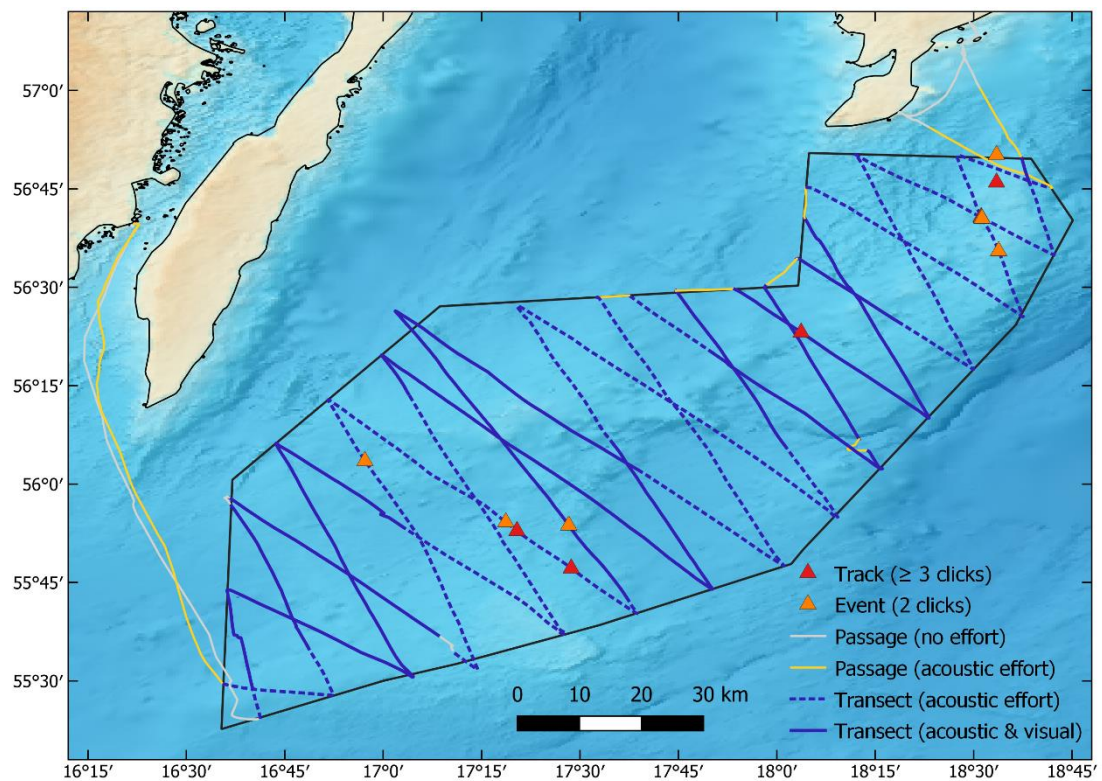 57°0′
56°45′
56°30′
56°15′
56°0′
55°45′
55°30′
Track (≥ 3 clicks)
Event (2 clicks)
Passage (no effort)
Passage (acoustic effort)
Transect (acoustic effort)
Transect (acoustic & visual)
0 10 20 30 km
16°15′ 16°30′ 16°45′ 17°0′ 17°15′ 17°30′ 17°45′ 18°0′ 18°15′ 18°30′ 18°45′